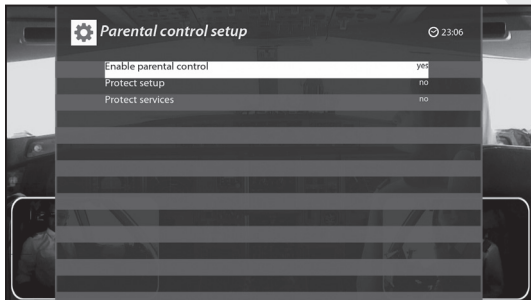 Parental control setup 23:06
Enable parental control yes
Protect setup no
Protect services no